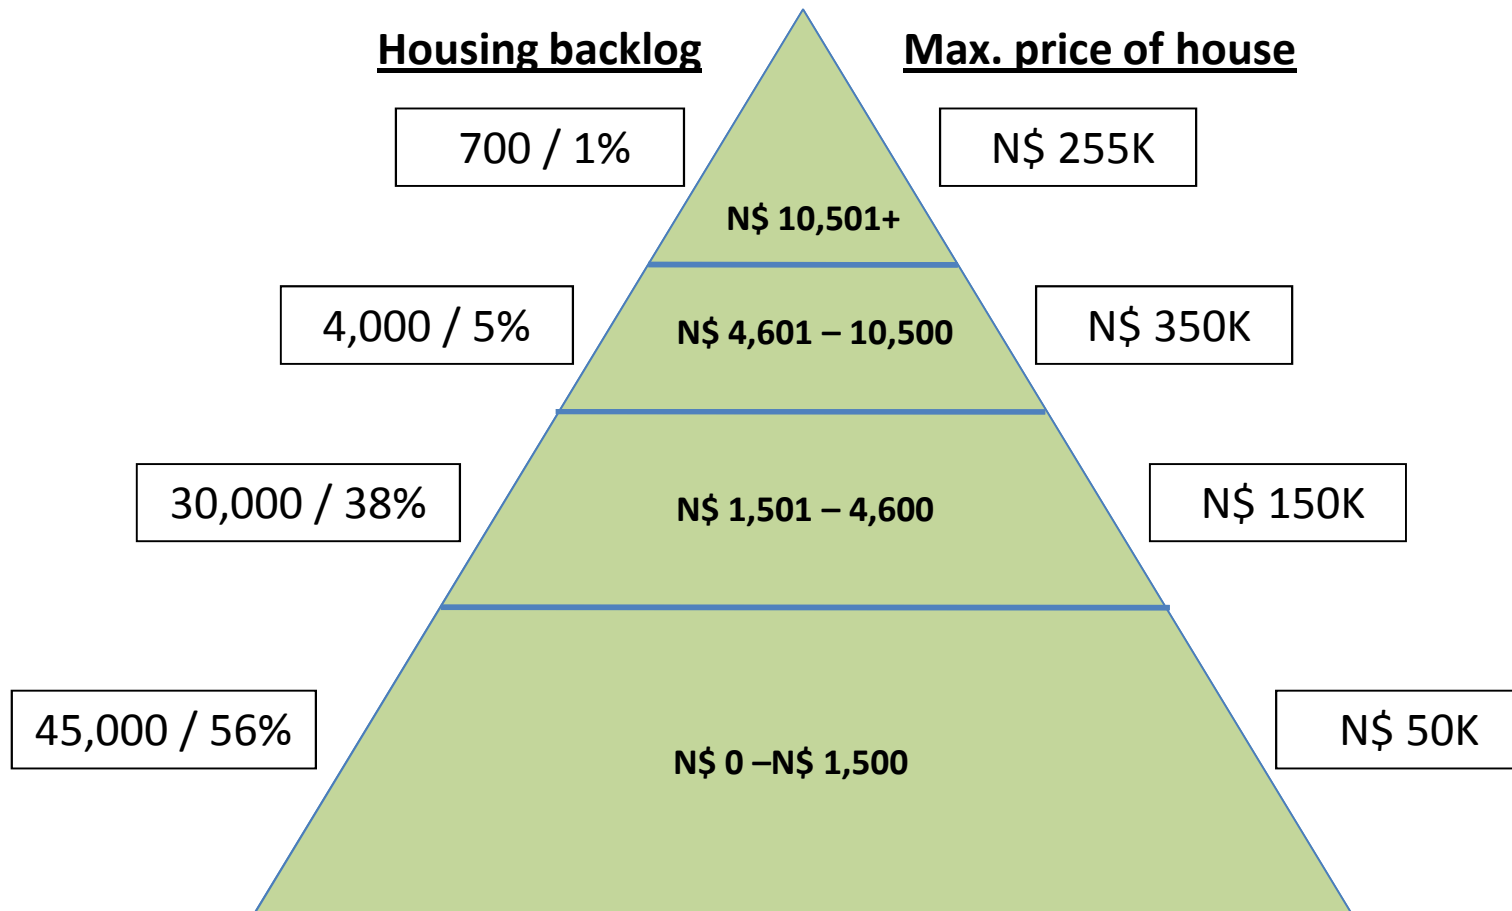 Housing backlog
Max. price of house
700 / 1%
N$ 255K
N$ 10,501+
4,000 / 5%
N$ 4,601 – 10,500
N$ 350K
30,000 / 38%
N$ 1,501 – 4,600
N$ 150K
45,000 / 56%
N$ 0 –N$ 1,500
N$ 50K